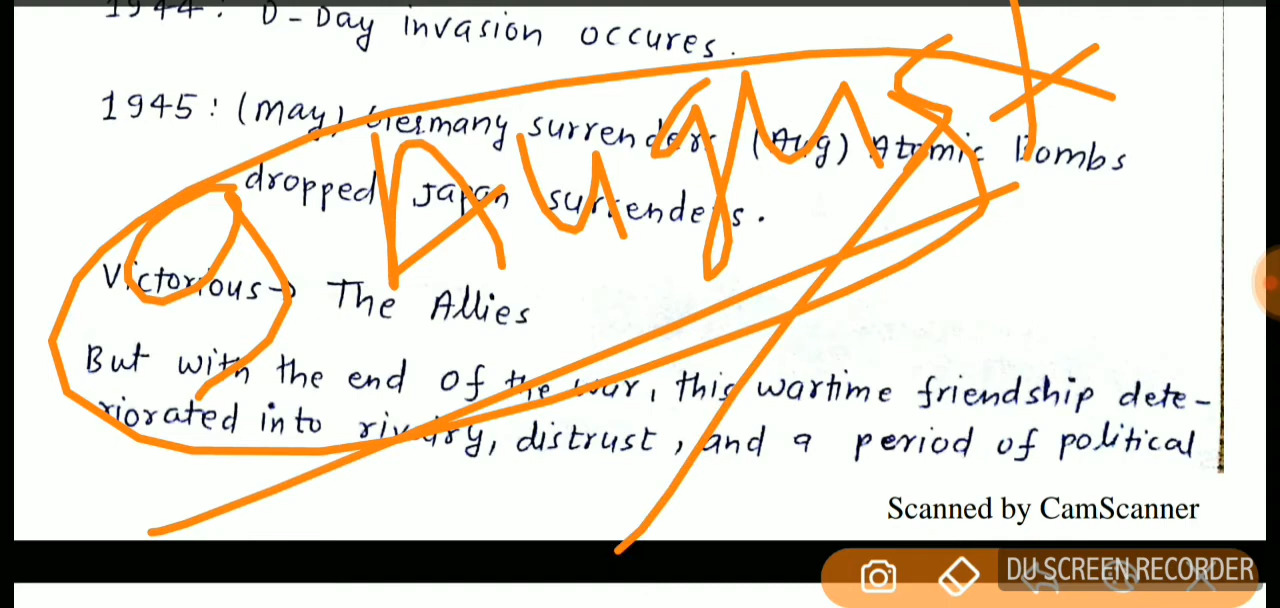 1944: D-Day invasion occures.
1945: (May) Germany surrenders (Aug) Atomic Bombs
dropped Japan surrenders.
Victorious → The Allies
But with the end of the war, this wartime friendship dete-
riorated into rivalry, distrust, and a period of political
Scanned by CamScanner
DU SCREEN RECORDER